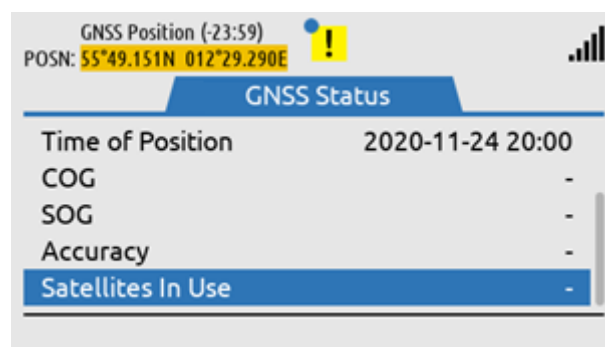 GNSS Position (-23:59)
POSN: 55°49.151N 012°29.290E
!
GNSS Status
Time of Position 2020-11-24 20:00
COG -
SOG -
Accuracy -
Satellites In Use -